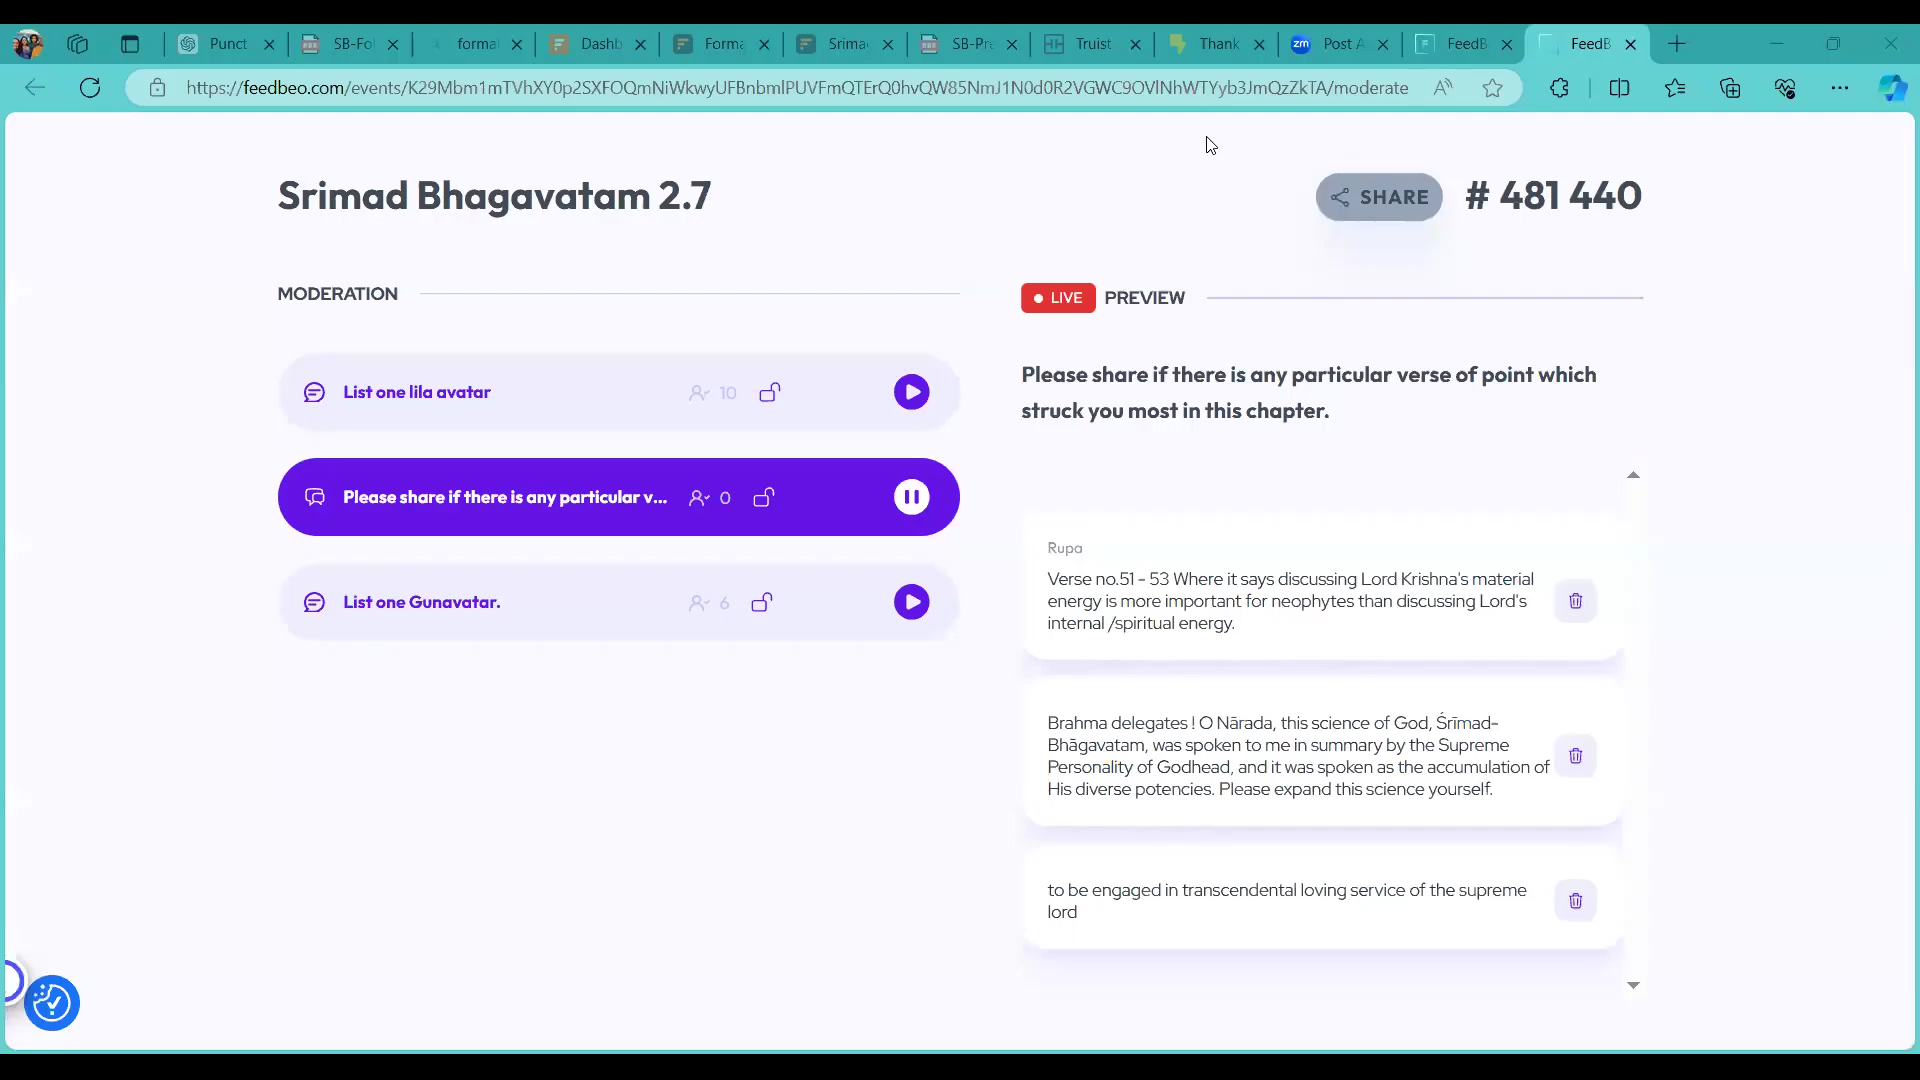 Punct
SB-Fol
formal
Dashb
Forma
Srima
SB-Pre
Truist
Thank
zm
Post A
FeedB
FeedB
https://feedbeo.com/events/K29Mbm1mTVhXY0p2SXFOQmNiWkwyUFBnbmlPUVFmQTErQ0hvQW85NmJ1N0d0R2VGWC9OVlNhWTYyb3JmQzZkTA/moderate
Srimad Bhagavatam 2.7
SHARE
# 481 440
MODERATION
LIVE
PREVIEW
List one lila avatar
10
Please share if there is any particular v...
0
List one Gunavatar.
6
Please share if there is any particular verse of point which
struck you most in this chapter.
Rupa
Verse no.51 - 53 Where it says discussing Lord Krishna's material
energy is more important for neophytes than discussing Lord's
internal /spiritual energy.
Brahma delegates ! O Nārada, this science of God, Śrīmad-
Bhāgavatam, was spoken to me in summary by the Supreme
Personality of Godhead, and it was spoken as the accumulation of
His diverse potencies. Please expand this science yourself.
to be engaged in transcendental loving service of the supreme
lord